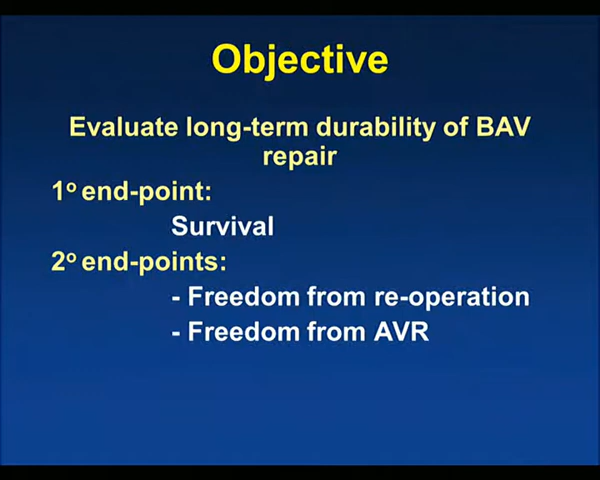 Objective
Evaluate long-term durability of BAV
repair
1º end-point:
Survival
2º end-points:
- Freedom from re-operation
- Freedom from AVR